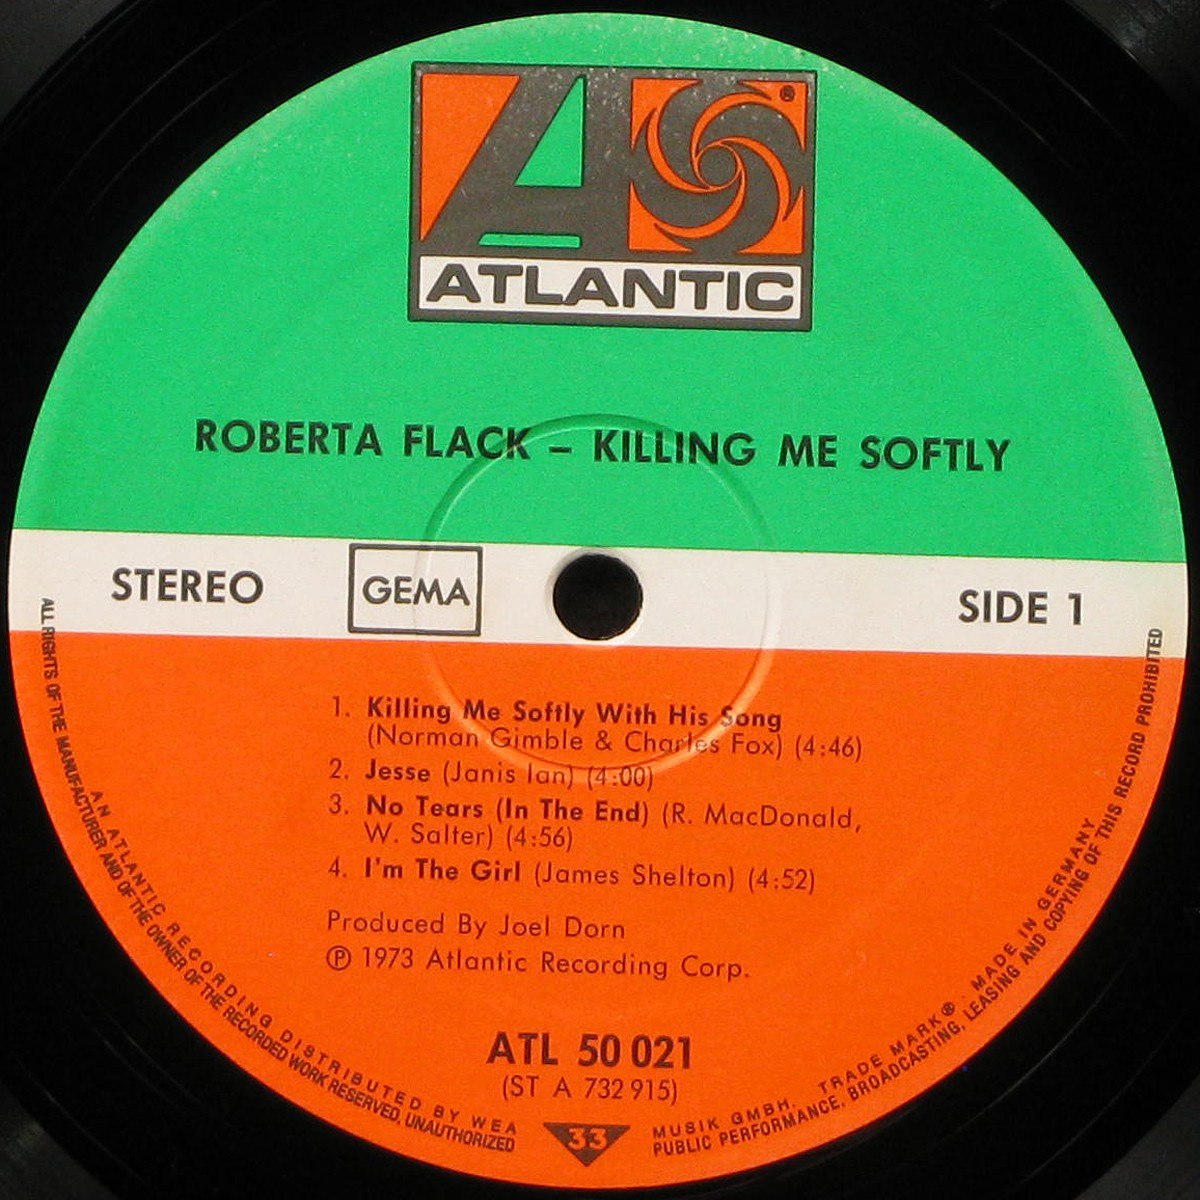 ATLANTIC
®
ROBERTA FLACK – KILLING ME SOFTLY
STEREO
GEMA
SIDE 1
1. Killing Me Softly With His Song
(Norman Gimble & Charles Fox) (4:46)
2. Jesse (Janis Ian) (4:00)
3. No Tears (In The End) (R. MacDonald,
W. Salter) (4:56)
4. I'm The Girl (James Shelton) (4:52)
Produced By Joel Dorn
℗ 1973 Atlantic Recording Corp.
ATL 50 021
(ST A 732 915)
33
AN ATLANTIC RECORDING DISTRIBUTED BY WEA MUSIK GMBH. TRADE MARK® · MADE IN GERMANY
ALL RIGHTS OF THE MANUFACTURER AND OF THE OWNER OF THE RECORDED WORK RESERVED, UNAUTHORIZED PUBLIC PERFORMANCE, BROADCASTING, LEASING AND COPYING OF THIS RECORD PROHIBITED